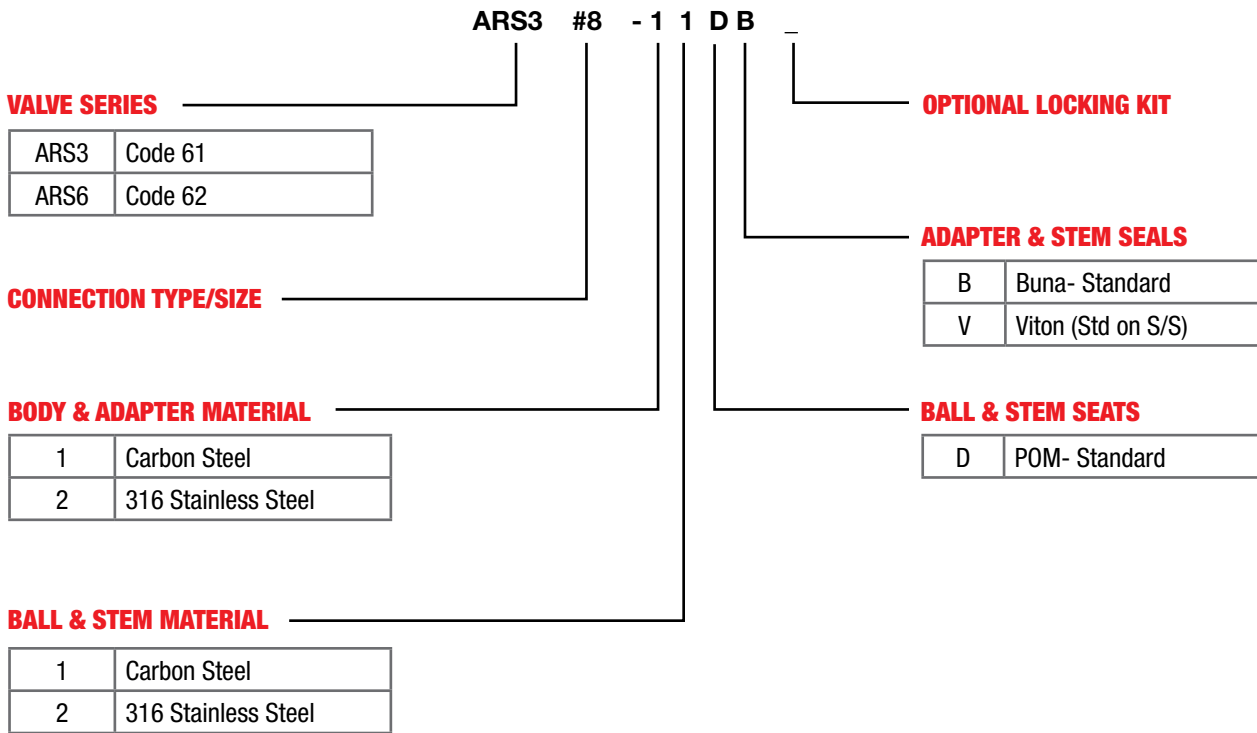 ARS3 #8 - 1 1 D B _
VALVE SERIES
ARS3 Code 61
ARS6 Code 62
CONNECTION TYPE/SIZE
BODY & ADAPTER MATERIAL
1 Carbon Steel
2 316 Stainless Steel
BALL & STEM MATERIAL
1 Carbon Steel
2 316 Stainless Steel
OPTIONAL LOCKING KIT
ADAPTER & STEM SEALS
B Buna- Standard
V Viton (Std on S/S)
BALL & STEM SEATS
D POM- Standard